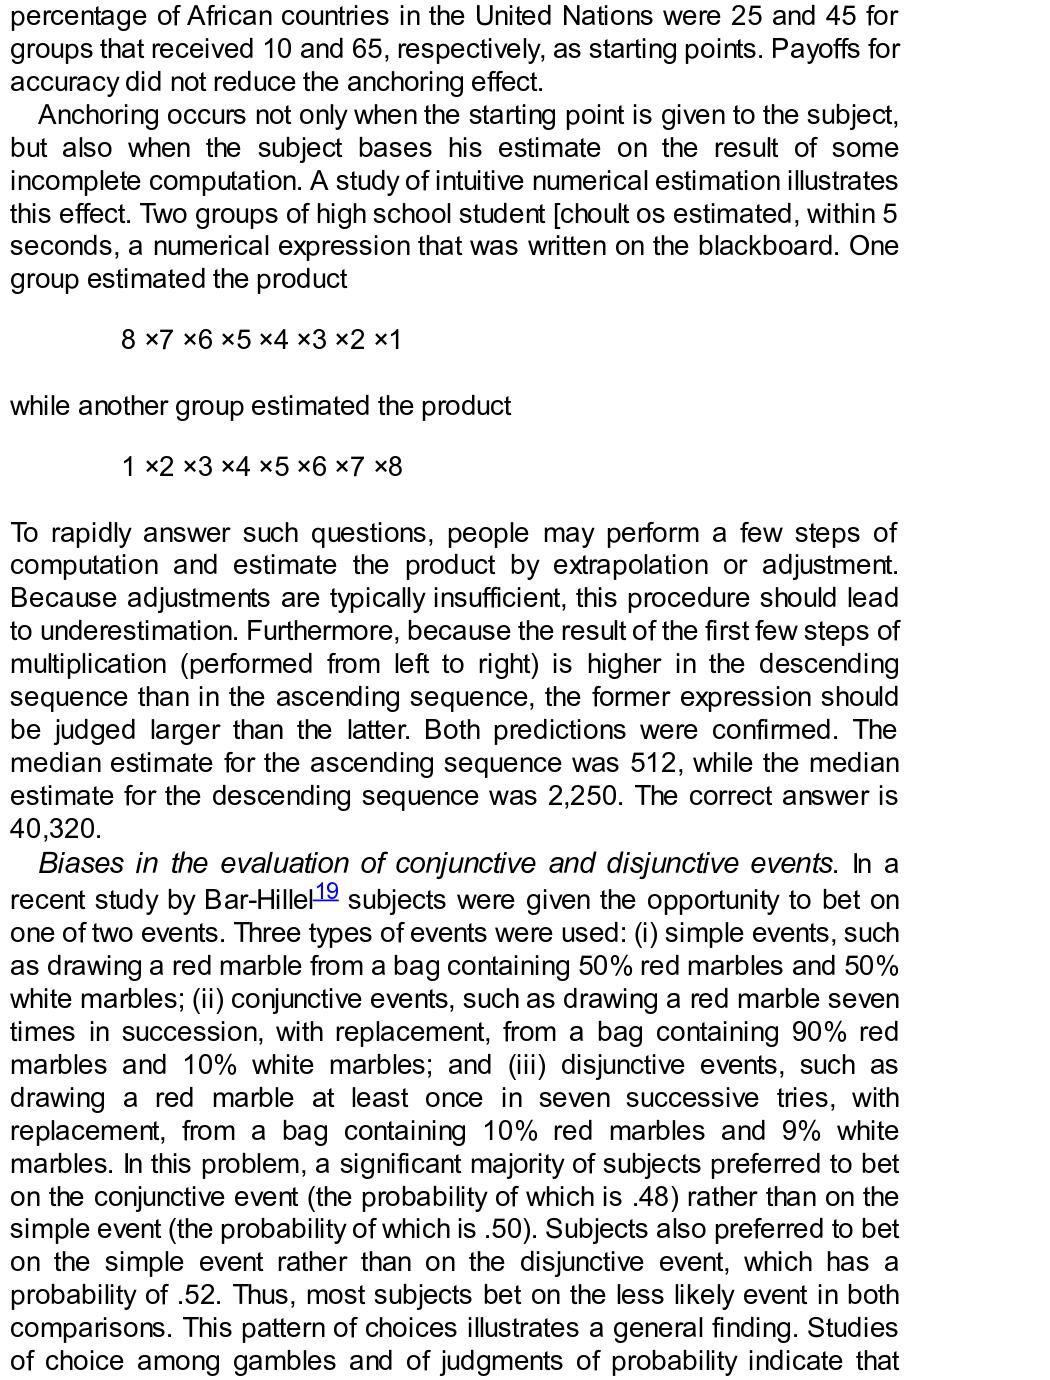 percentage of African countries in the United Nations were 25 and 45 for
groups that received 10 and 65, respectively, as starting points. Payoffs for
accuracy did not reduce the anchoring effect.
Anchoring occurs not only when the starting point is given to the subject,
but also when the subject bases his estimate on the result of some
incomplete computation. A study of intuitive numerical estimation illustrates
this effect. Two groups of high school student [choult os estimated, within 5
seconds, a numerical expression that was written on the blackboard. One
group estimated the product
8 ×7 ×6 ×5 ×4 ×3 ×2 ×1
while another group estimated the product
1 ×2 ×3 ×4 ×5 ×6 ×7 ×8
To rapidly answer such questions, people may perform a few steps of
computation and estimate the product by extrapolation or adjustment.
Because adjustments are typically insufficient, this procedure should lead
to underestimation. Furthermore, because the result of the first few steps of
multiplication (performed from left to right) is higher in the descending
sequence than in the ascending sequence, the former expression should
be judged larger than the latter. Both predictions were confirmed. The
median estimate for the ascending sequence was 512, while the median
estimate for the descending sequence was 2,250. The correct answer is
40,320.
Biases in the evaluation of conjunctive and disjunctive events. In a
recent study by Bar-Hillel19 subjects were given the opportunity to bet on
one of two events. Three types of events were used: (i) simple events, such
as drawing a red marble from a bag containing 50% red marbles and 50%
white marbles; (ii) conjunctive events, such as drawing a red marble seven
times in succession, with replacement, from a bag containing 90% red
marbles and 10% white marbles; and (iii) disjunctive events, such as
drawing a red marble at least once in seven successive tries, with
replacement, from a bag containing 10% red marbles and 9% white
marbles. In this problem, a significant majority of subjects preferred to bet
on the conjunctive event (the probability of which is .48) rather than on the
simple event (the probability of which is .50). Subjects also preferred to bet
on the simple event rather than on the disjunctive event, which has a
probability of .52. Thus, most subjects bet on the less likely event in both
comparisons. This pattern of choices illustrates a general finding. Studies
of choice among gambles and of judgments of probability indicate that